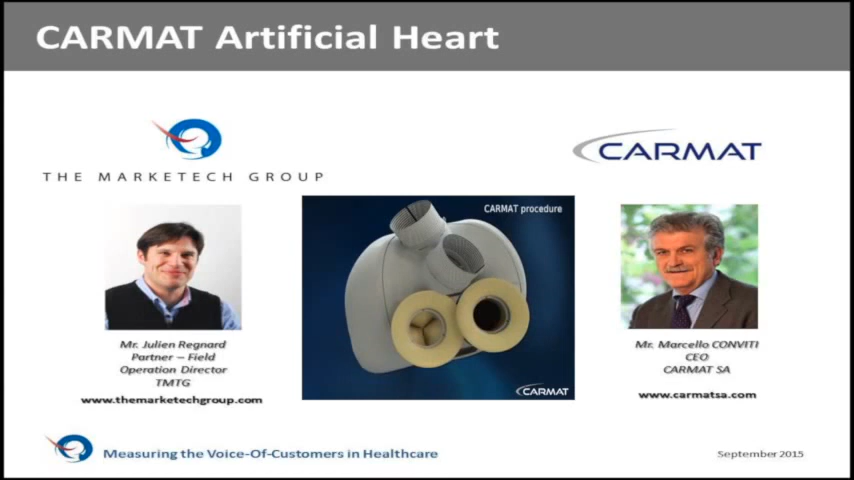 CARMAT Artificial Heart
THE MARKETECH GROUP
CARMAT
CARMAT procedure
CARMAT
Mr. Julien Regnard
Partner – Field
Operation Director
TMTG
www.themarketechgroup.com
Mr. Marcello CONVITI
CEO
CARMAT SA
www.carmatsa.com
Measuring the Voice-Of-Customers in Healthcare
September 2015